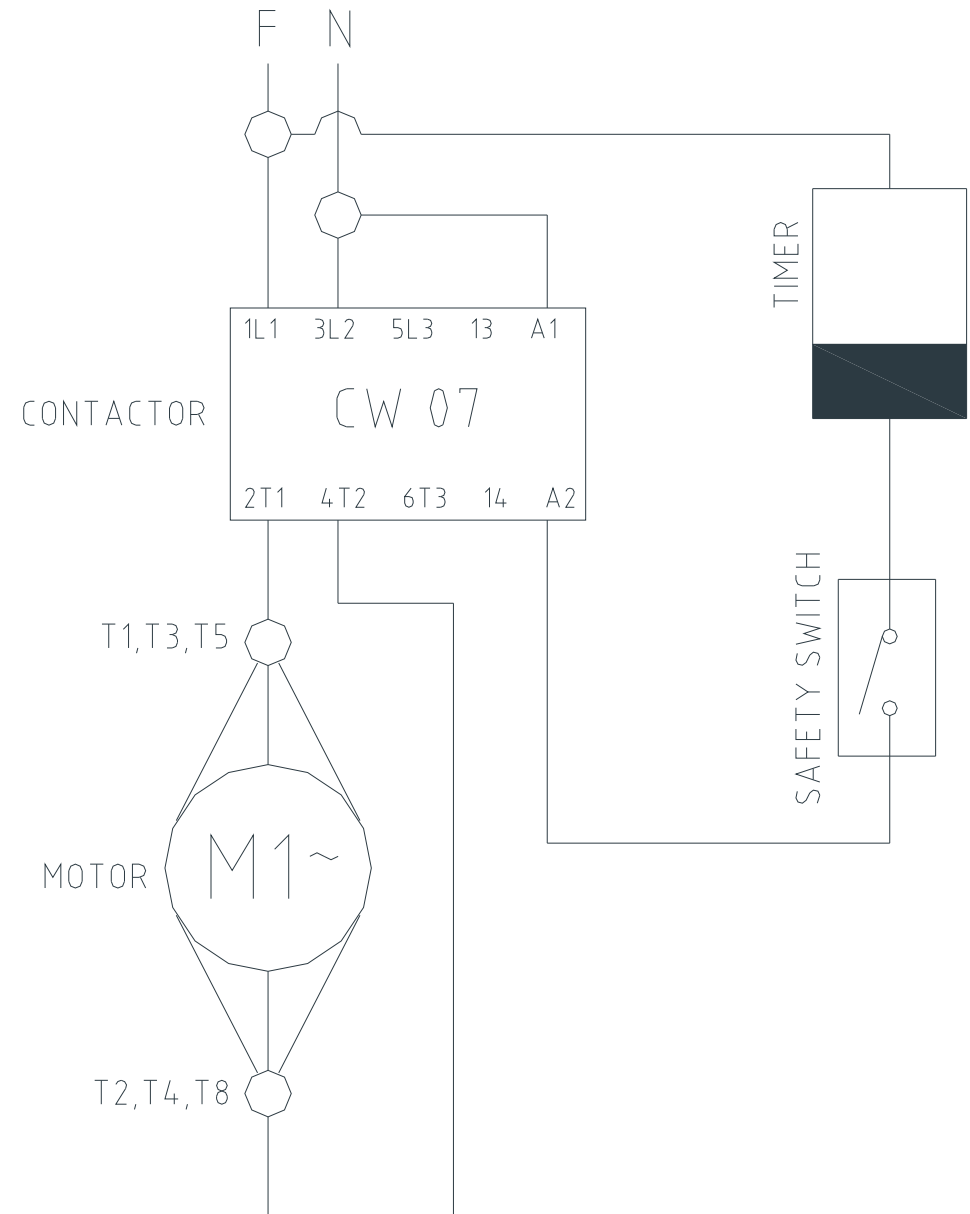 F N
TIMER
1L1 3L2 5L3 13 A1
CONTACTOR
CW 07
2T1 4T2 6T3 14 A2
SAFETY SWITCH
T1,T3,T5
MOTOR
M1~
T2,T4,T8